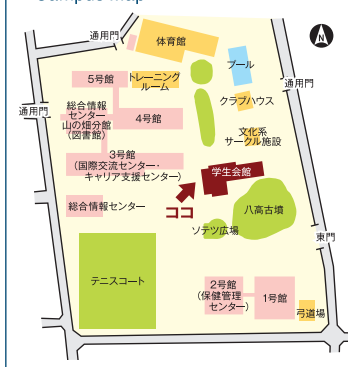 Campus map
通用門
体育館
N
プール
5号館
トレーニング
ルーム
通用門
クラブハウス
通用門
総合情報
センター
山の畑分館
(図書館)
4号館
文化系
サークル施設
3号館
(国際交流センター・
キャリア支援センター)
学生会館
総合情報センター
ココ
八高古墳
ソテツ広場
東門
テニスコート
2号館
(保健管理
センター)
1号館
弓道場